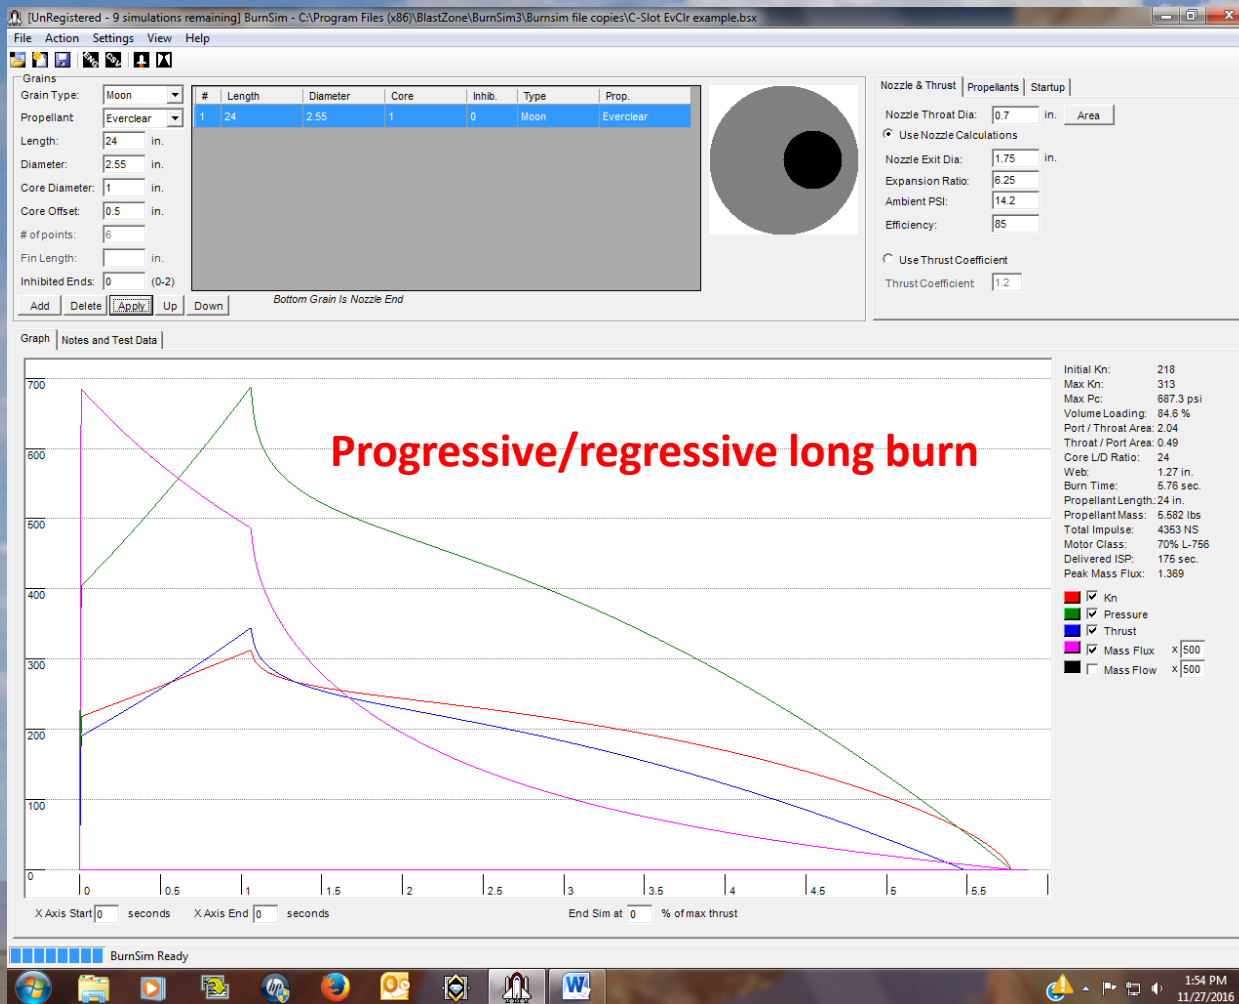 [UnRegistered - 9 simulations remaining] BurnSim - C:\Program Files (x86)\BlastZone\BurnSim3\Burnsim file copies\C-Slot EvClr example.bsx
File Action Settings View Help
ENG CSV
Grains
Grain Type: Moon
Propellant Everclear
Length: 24 in.
Diameter: 2.55 in.
Core Diameter: 1 in.
Core Offset: 0.5 in.
# of points: 6
Fin Length: in.
Inhibited Ends: 0 (0-2)
Add Delete Apply Up Down
Bottom Grain Is Nozzle End
# Length Diameter Core Inhib. Type Prop.
1 24 2.55 1 0 Moon Everclear
Nozzle & Thrust Propellants Startup
Nozzle Throat Dia: 0.7 in. Area
Use Nozzle Calculations
Nozzle Exit Dia: 1.75 in.
Expansion Ratio: 6.25
Ambient PSI: 14.2
Efficiency: 85
Use Thrust Coefficient
Thrust Coefficient 1.2
Graph Notes and Test Data
Progressive/regressive long burn
700
600
500
400
300
200
100
0
0 0.5 1 1.5 2 2.5 3 3.5 4 4.5 5 5.5
X Axis Start 0 seconds X Axis End 0 seconds End Sim at 0 % of max thrust
Initial Kn: 218
Max Kn: 313
Max Pc: 687.3 psi
Volume Loading: 84.6 %
Port / Throat Area: 2.04
Throat / Port Area: 0.49
Core L/D Ratio: 24
Web: 1.27 in.
Burn Time: 5.76 sec.
Propellant Length: 24 in.
Propellant Mass: 5.582 lbs
Total Impulse: 4353 NS
Motor Class: 70% L-756
Delivered ISP: 175 sec.
Peak Mass Flux: 1.369
Kn
Pressure
Thrust
Mass Flux x 500
Mass Flow x 500
BurnSim Ready
hp
W
1:54 PM
11/27/2016